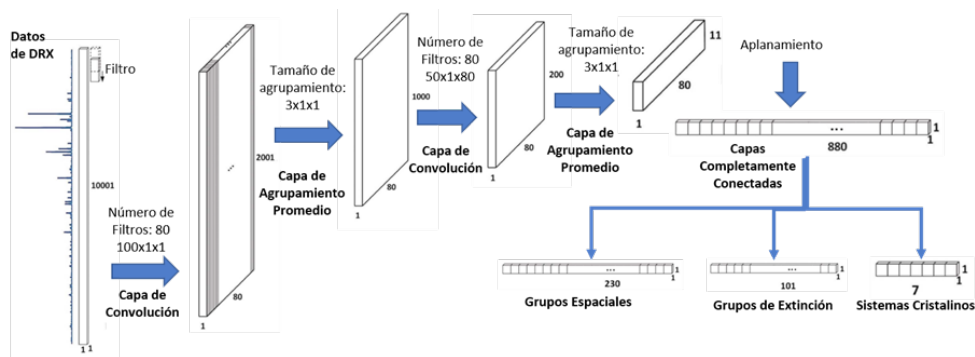 Datos
de DRX
Filtro
10001
1 1
Número de
Filtros: 80
100x1x1
Capa de
Convolución
...
...
2001
80
1
Tamaño de
agrupamiento:
3x1x1
Capa de
Agrupamiento
Promedio
1000
80
1
Número de
Filtros: 80
50x1x80
Capa de
Convolución
200
80
1
Tamaño de
agrupamiento:
3x1x1
Capa de
Agrupamiento
Promedio
11
80
1
Aplanamiento
...
1
1
880
Capas
Completamente
Conectadas
...
1
1
230
Grupos Espaciales
...
1
1
101
Grupos de Extinción
1
1
7
Sistemas Cristalinos